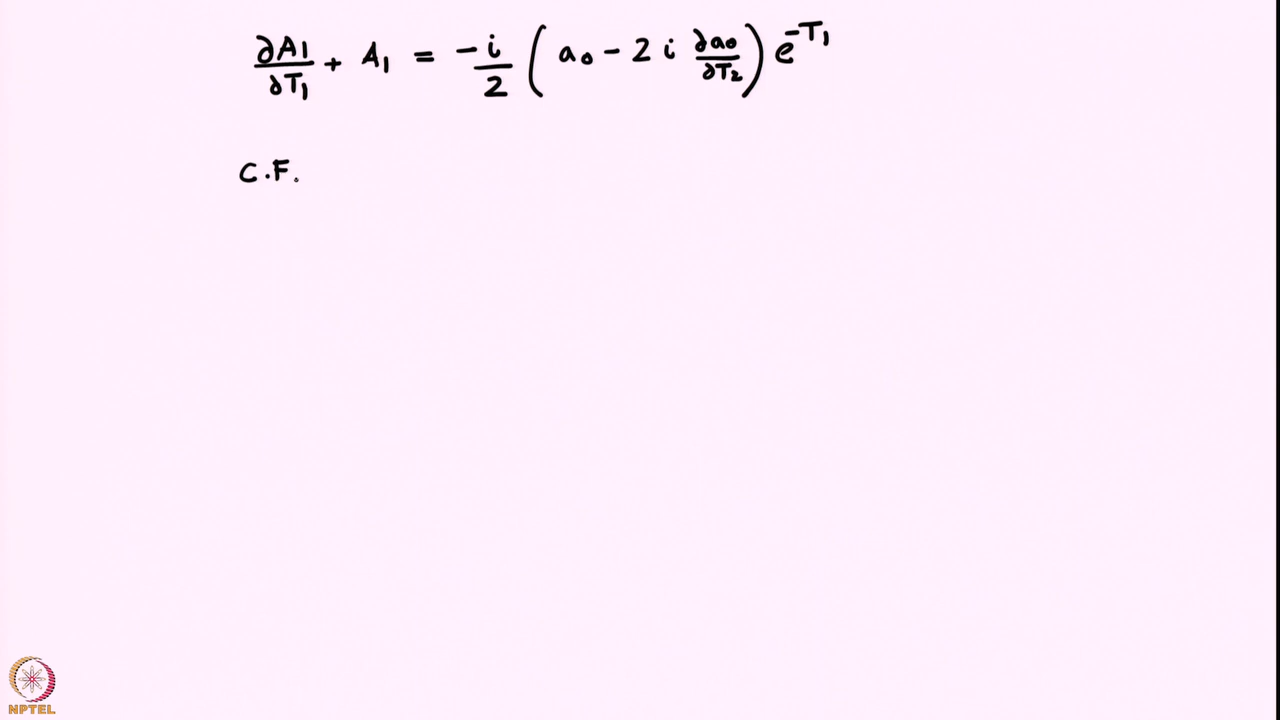 ∂A₁/∂T₁ + A₁ = -i/2 ( a₀ - 2 i ∂a₀/∂T₂ ) e^{-T₁}
C.F.
NPTEL